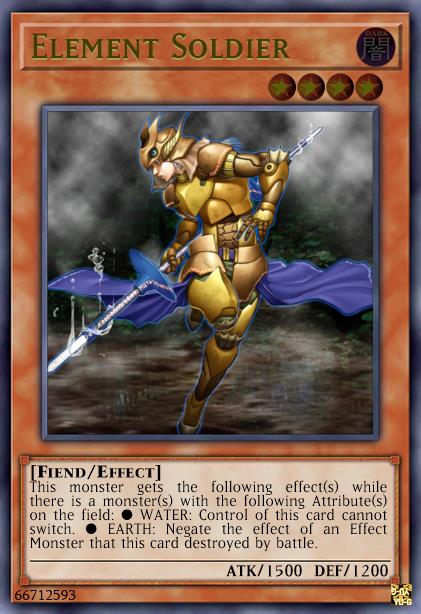 ELEMENT SOLDIER
DARK
闇
[FIEND/EFFECT]
This monster gets the following effect(s) while
there is a monster(s) with the following Attribute(s)
on the field: ● WATER: Control of this card cannot
switch. ● EARTH: Negate the effect of an Effect
Monster that this card destroyed by battle.
ATK/1500 DEF/1200
66712593